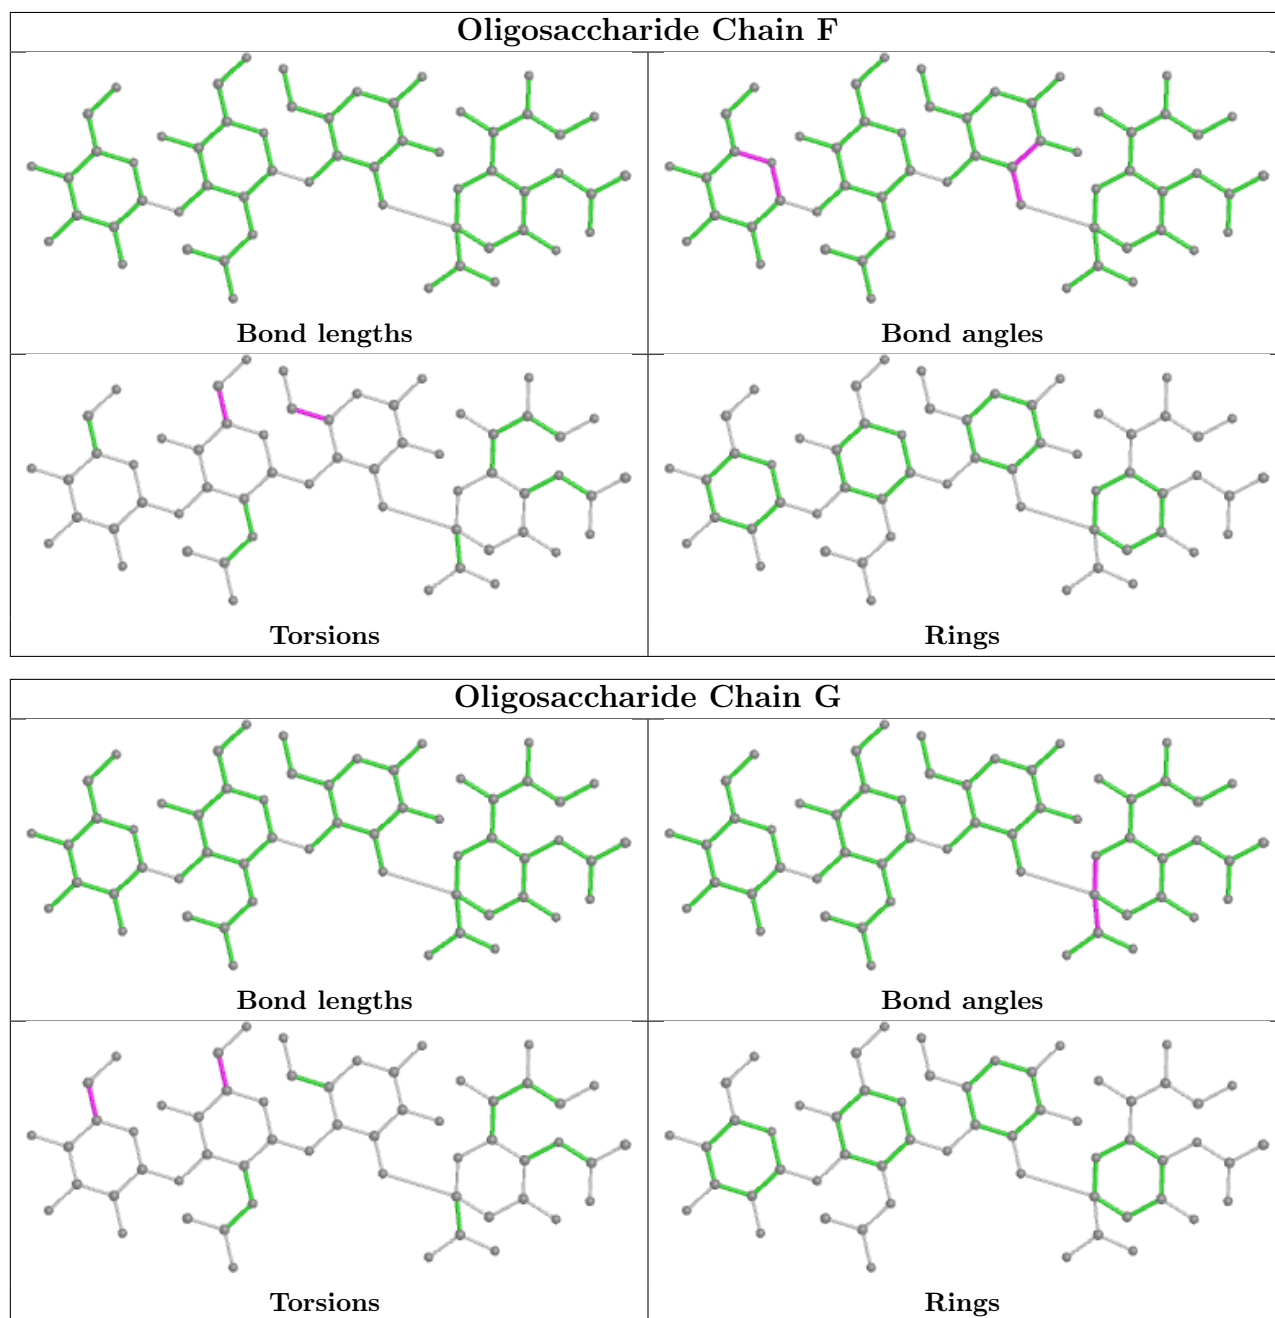 Oligosaccharide Chain F
Bond lengths
Bond angles
Torsions
Rings
Oligosaccharide Chain G
Bond lengths
Bond angles
Torsions
Rings